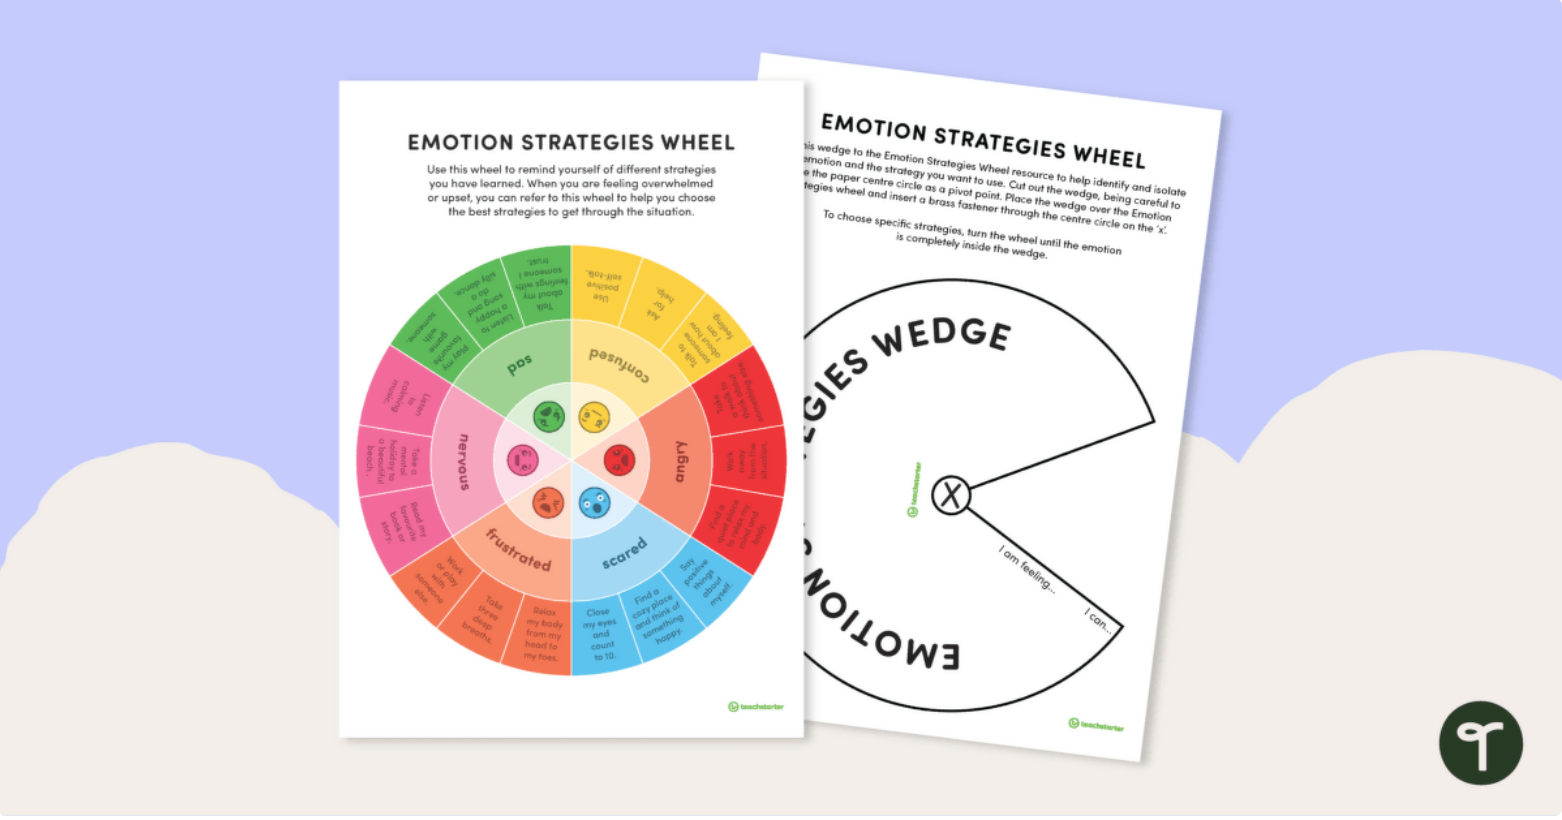 EMOTION STRATEGIES WHEEL
Use this wheel to remind yourself of different strategies
you have learned. When you are feeling overwhelmed
or upset, you can refer to this wheel to help you choose
the best strategies to get through the situation.
sad
Play my
favourite
game
with
someone.
Listen to
a happy
song and
do a
silly dance.
Talk
about my
feelings with
someone I
trust.
confused
Use
positive
self-talk.
Ask
for
help.
Talk to
someone
about how
I am
feeling.
angry
Take
a walk to
think about
something else.
Walk
away
from the
situation.
Find a
quiet place
to relax my
mind and
body.
scared
Say
positive
things
about
myself.
Find a
cozy place
and think of
something
happy.
Close
my eyes
and
count
to 10.
frustrated
Relax
my body
from my
head to
my toes.
Take
three
deep
breaths.
Work
or play
with
someone
else.
nervous
Read my
favourite
book or
story.
Take a
mental
holiday to
a beautiful
beach.
Listen
to
calming
music.
teachstarter
EMOTION STRATEGIES WHEEL
his wedge to the Emotion Strategies Wheel resource to help identify and isolate
emotion and the strategy you want to use. Cut out the wedge, being careful to
e the paper centre circle as a pivot point. Place the wedge over the Emotion
tegies wheel and insert a brass fastener through the centre circle on the 'x'.
To choose specific strategies, turn the wheel until the emotion
is completely inside the wedge.
EMOTION
EGIES WEDGE
X
I am feeling...
I can...
teachstarter
teachstarter